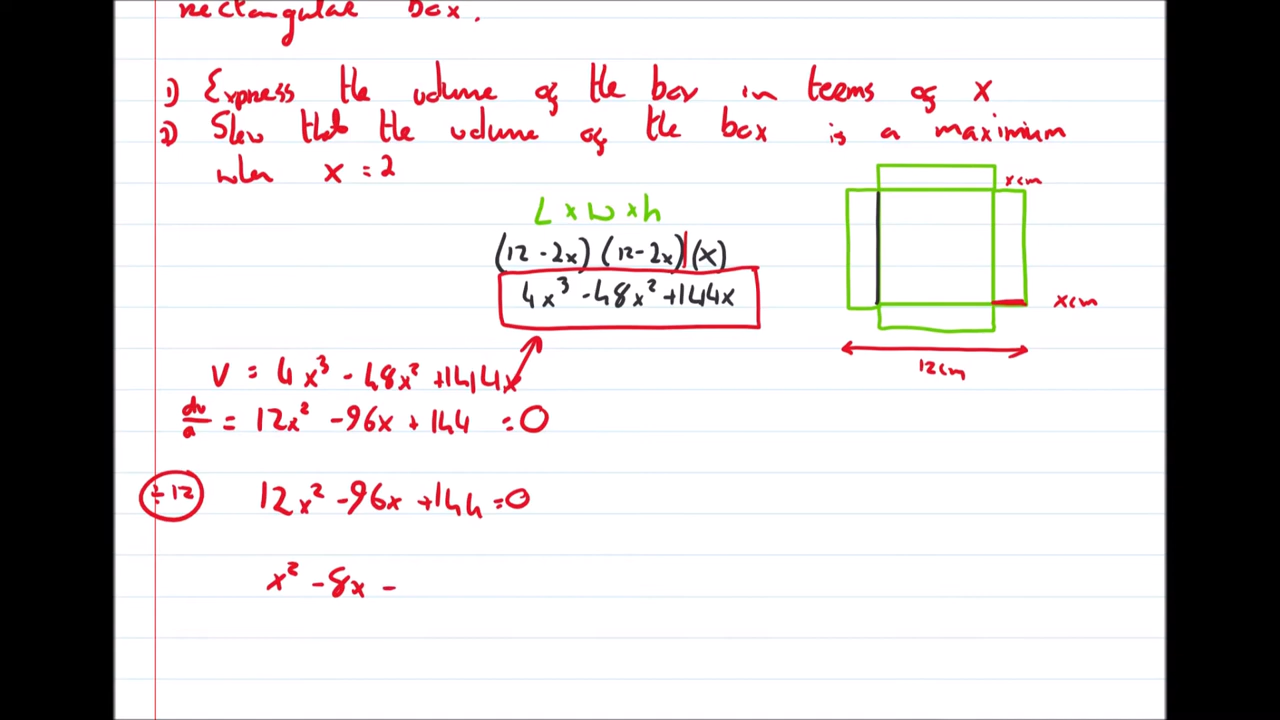 rectangular box.
1) Express the volume of the box in terms of x
2) Show that the volume of the box is a maximum
when x = 2
L x w x h
(12 - 2x) (12 - 2x) (x)
4x³ - 48x² + 144x
x cm
x cm
12 cm
V = 4x³ - 48x² + 144x
= 12x² - 96x + 144 = 0
÷ 12
12x² - 96x + 144 = 0
x² - 8x -